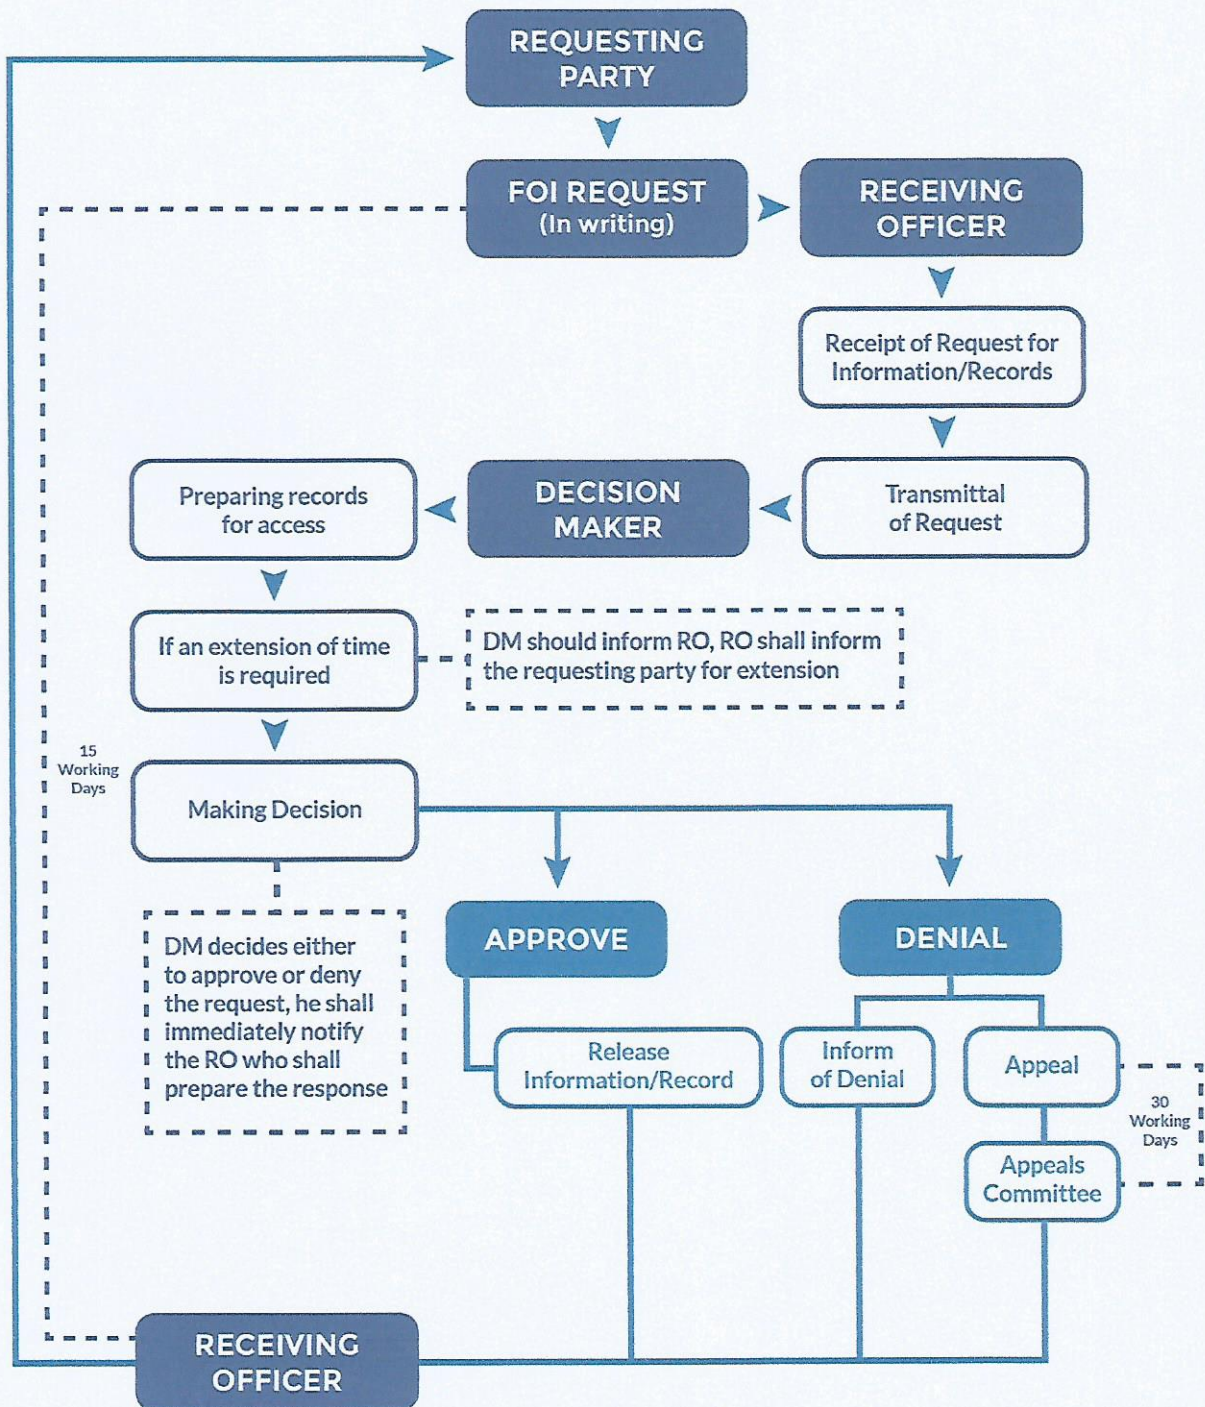 REQUESTING
PARTY
FOI REQUEST
(In writing)
RECEIVING
OFFICER
Receipt of Request for
Information/Records
Transmittal
of Request
DECISION
MAKER
Preparing records
for access
If an extension of time
is required
DM should inform RO, RO shall inform
the requesting party for extension
15
Working
Days
Making Decision
DM decides either
to approve or deny
the request, he shall
immediately notify
the RO who shall
prepare the response
APPROVE
DENIAL
Release
Information/Record
Inform
of Denial
Appeal
30
Working
Days
Appeals
Committee
RECEIVING
OFFICER